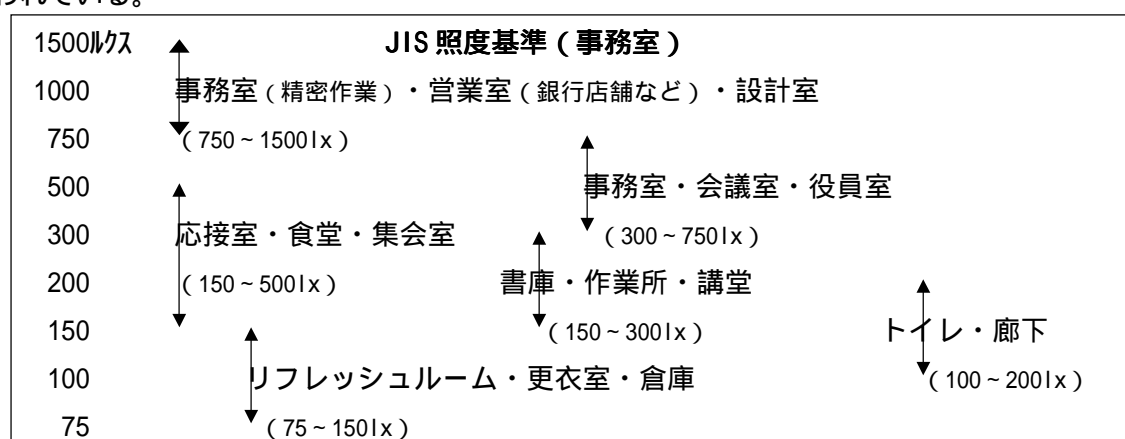 1500ルクス JIS 照度基準(事務室)
1000 事務室(精密作業)・営業室(銀行店舗など)・設計室
750 (750~1500lx)
500 事務室・会議室・役員室
300 応接室・食堂・集会室 (300~750lx)
200 (150~500lx) 書庫・作業所・講堂
150 (150~300lx) トイレ・廊下
100 リフレッシュルーム・更衣室・倉庫 (100~200lx)
75 (75~150lx)